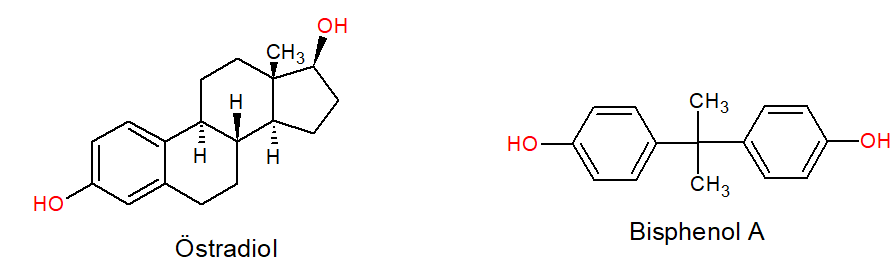 OH
CH3
H
H
H
HO
Östradiol
CH3
HO
OH
CH3
Bisphenol A